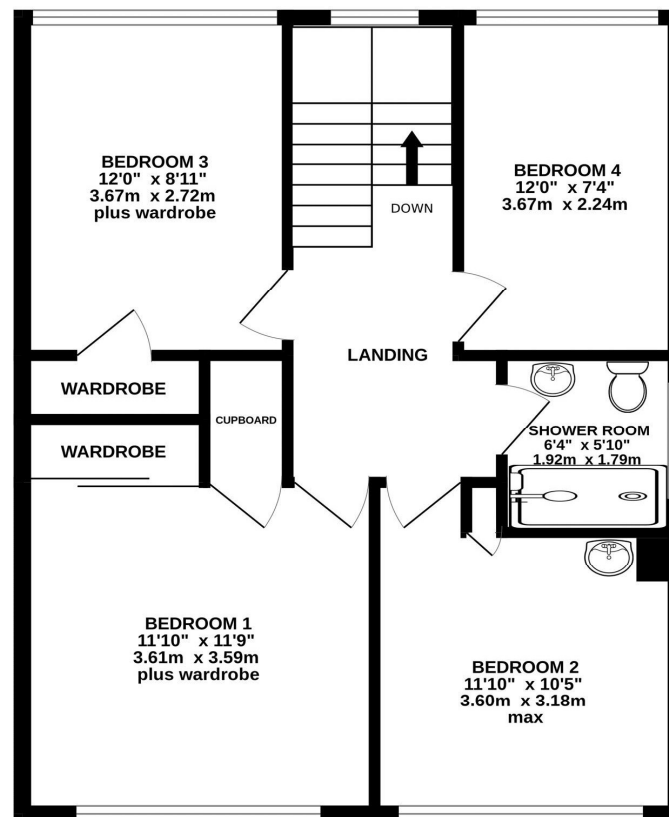 BEDROOM 3
12'0" x 8'11"
3.67m x 2.72m
plus wardrobe
BEDROOM 4
12'0" x 7'4"
3.67m x 2.24m
DOWN
LANDING
WARDROBE
CUPBOARD
WARDROBE
SHOWER ROOM
6'4" x 5'10"
1.92m x 1.79m
BEDROOM 1
11'10" x 11'9"
3.61m x 3.59m
plus wardrobe
BEDROOM 2
11'10" x 10'5"
3.60m x 3.18m
max